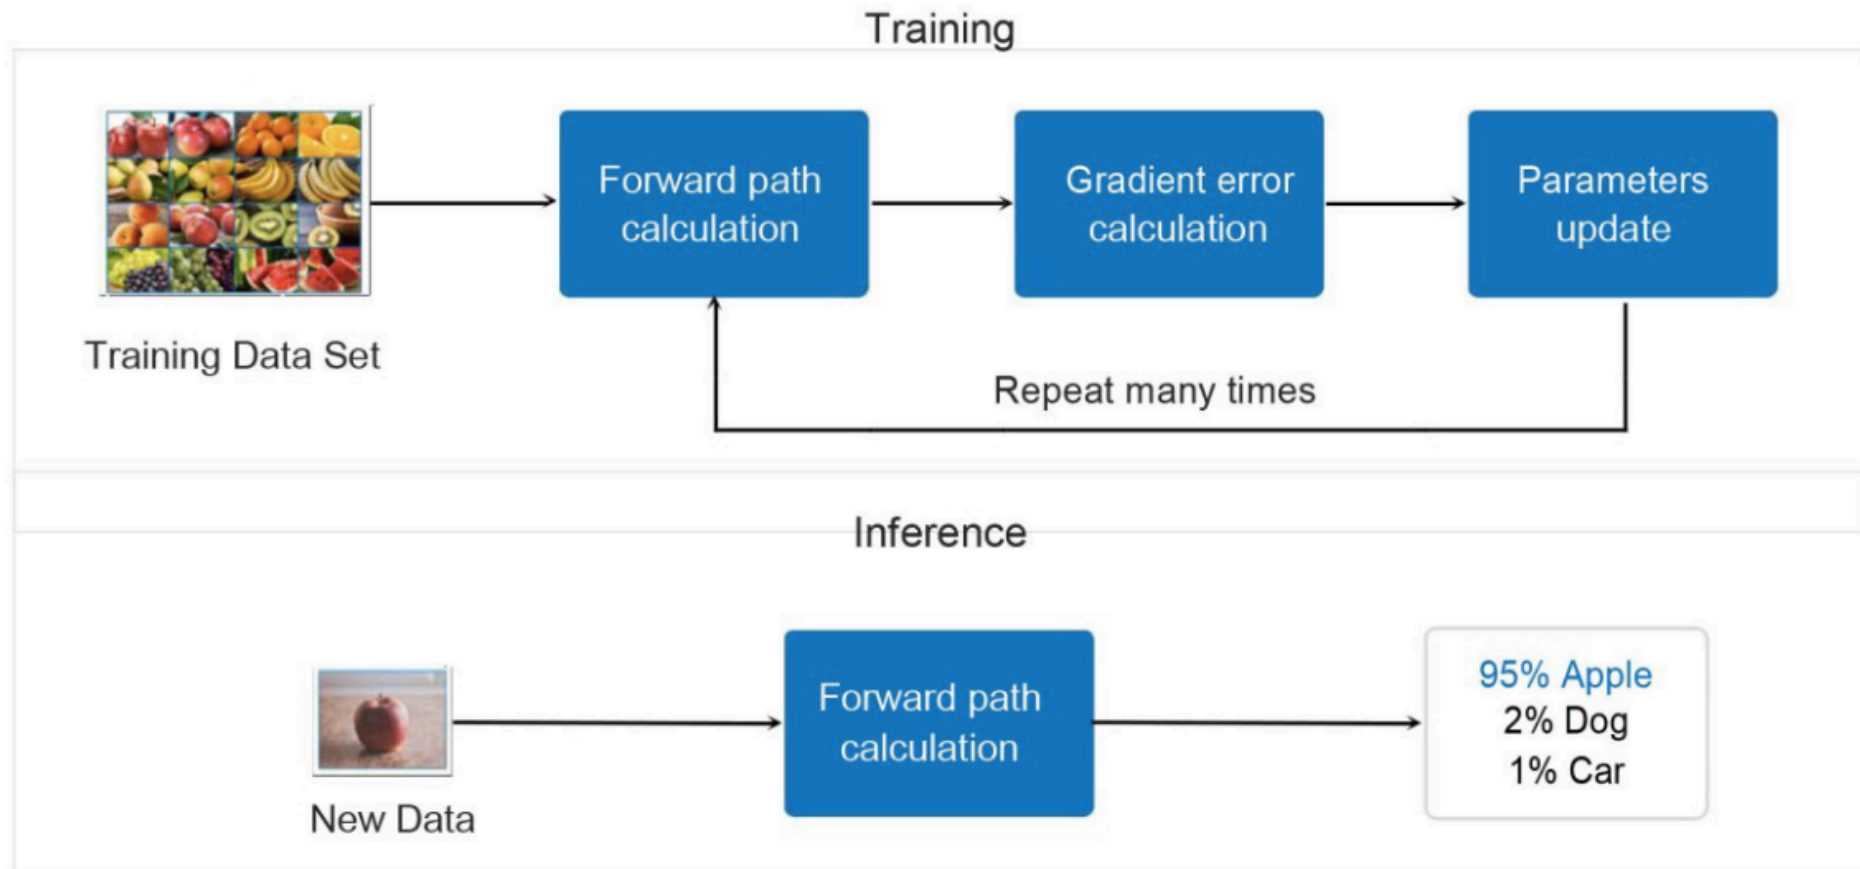 Training
Forward path
calculation
Gradient error
calculation
Parameters
update
Training Data Set
Repeat many times
Inference
Forward path
calculation
95% Apple
2% Dog
1% Car
New Data